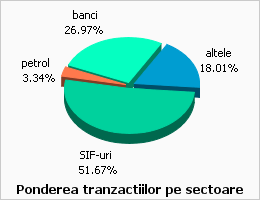 banci
26.97%
altele
18.01%
petrol
3.34%
SIF-uri
51.67%
Ponderea tranzactiilor pe sectoare